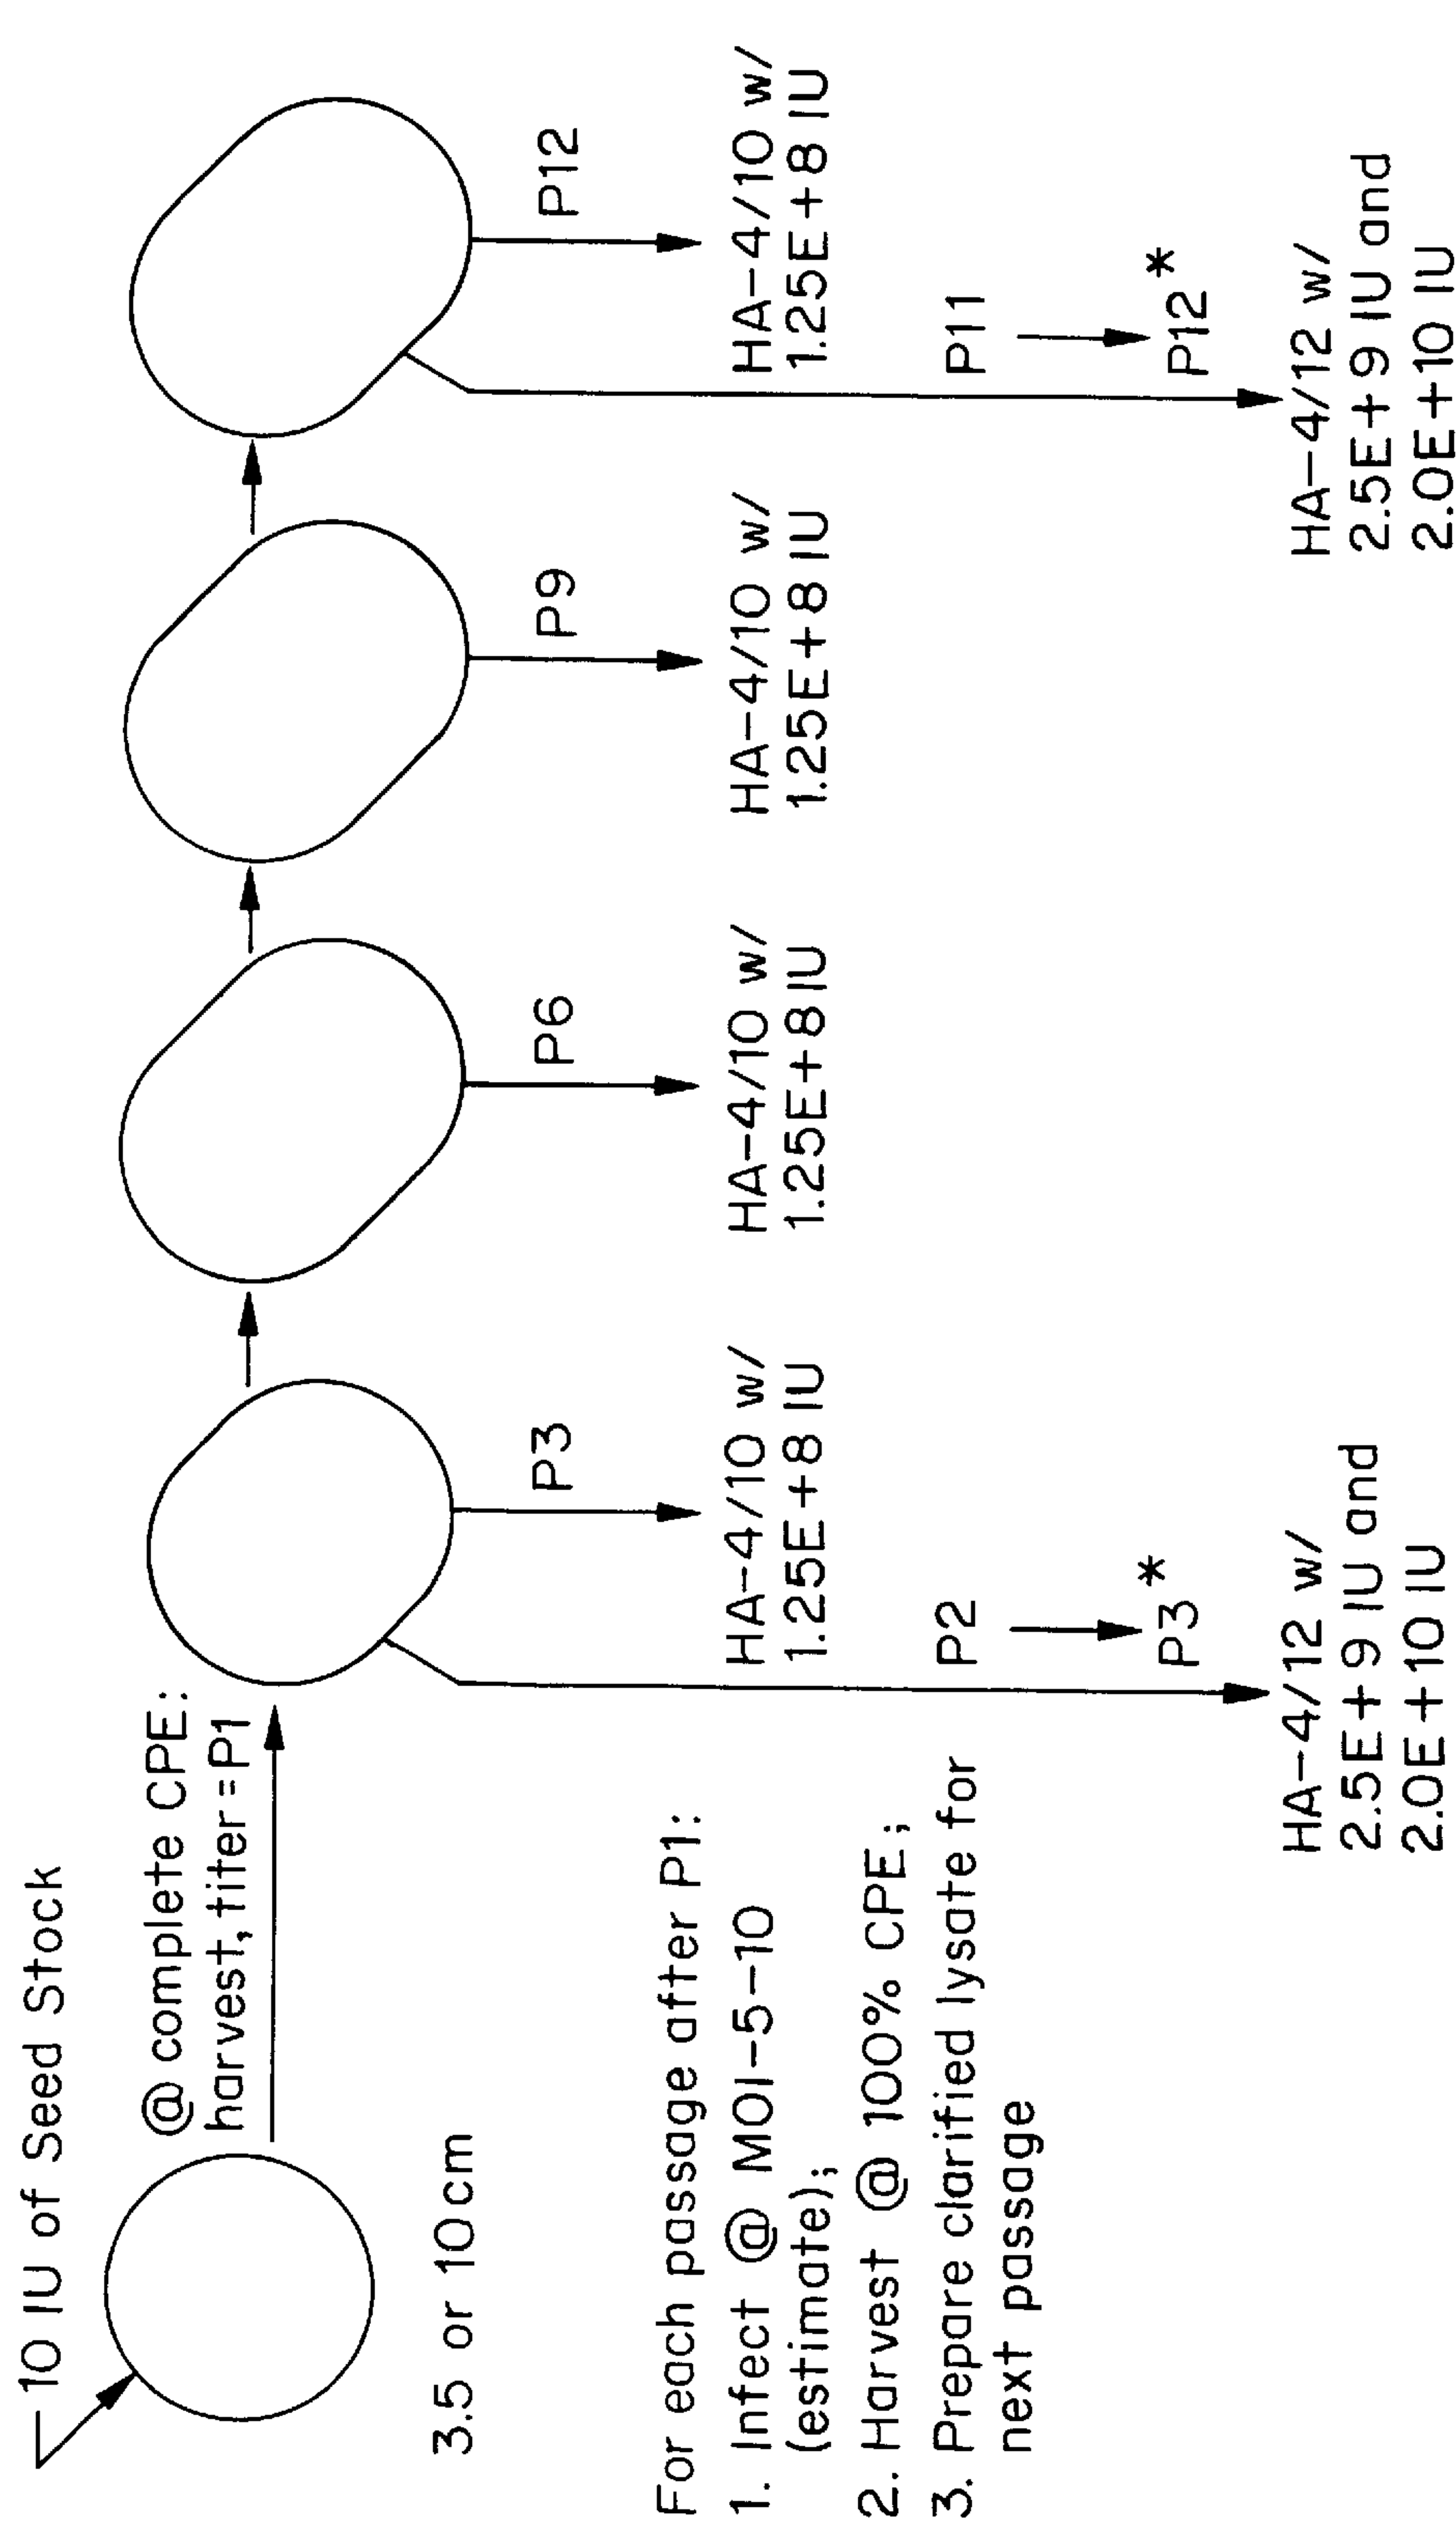 10 IU of Seed Stock
@ complete CPE:
harvest, titer = P1
3.5 or 10cm
P3
P6
P9
P12
HA-4/10 w/
1.25E+8 IU
HA-4/10 w/
1.25E+8 IU
HA-4/10 w/
1.25E+8 IU
HA-4/10 w/
1.25E+8 IU
For each passage after P1:
1. Infect @ MOI-5-10
(estimate);
2. Harvest @ 100% CPE;
3. Prepare clarified lysate for
next passage
P2
P3*
HA-4/12 w/
2.5E+9 IU and
2.0E+10 IU
P11
P12*
HA-4/12 w/
2.5E+9 IU and
2.0E+10 IU